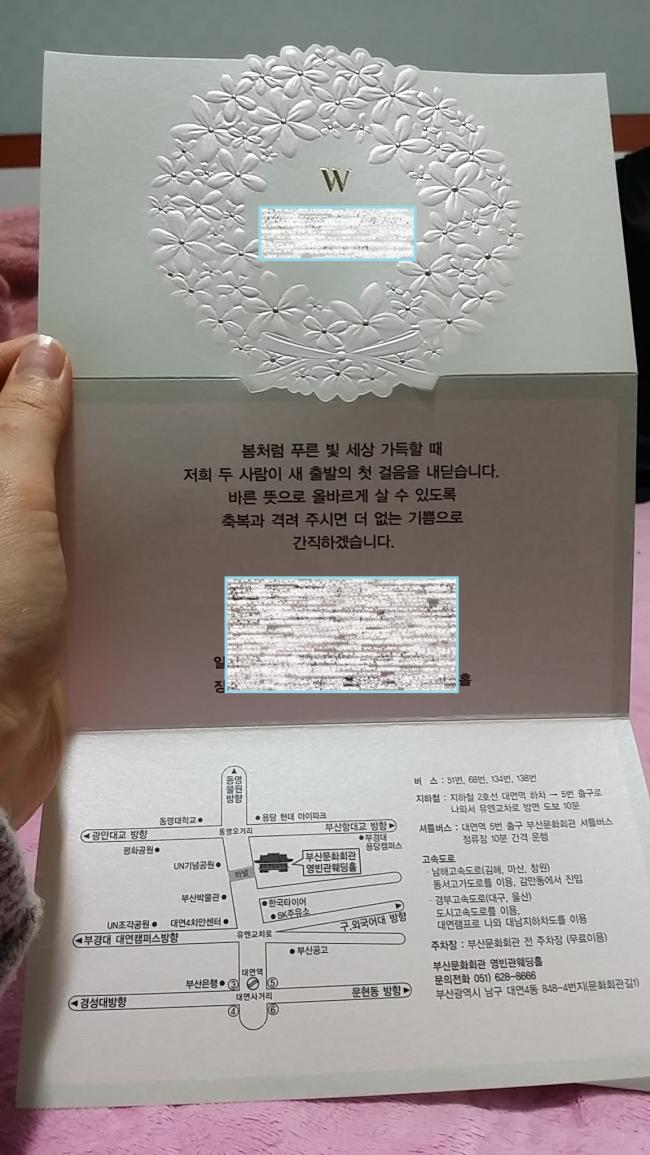 W
봄처럼 푸른 빛 세상 가득할 때
저희 두 사람이 새 출발의 첫 걸음을 내딛습니다.
바른 뜻으로 올바르게 살 수 있도록
축복과 격려 주시면 더 없는 기쁨으로
간직하겠습니다.
일
장
홀
동명
불원
방향
동명대학교
동명오거리
용당 현대 아이파크
광안대교 방향
부산항대교 방향
평화공원
부경대
용당캠퍼스
UN기념공원
터널
부산문화회관
영빈관웨딩홀
부산박물관
한국타이어
SK주유소
UN조각공원
대연4치안센터
구.외국어대 방향
부경대 대연캠퍼스방향
유엔교차로
부산공고
대연역
부산은행
③
⑤
경성대방향
대연사거리
문현동 방향
④
⑥
버 스 : 51번, 68번, 134번, 138번
지하철 : 지하철 2호선 대연역 하차 → 5번 출구로
나와서 유엔교차로 방면 도보 10분
셔틀버스 : 대연역 5번 출구 부산문화회관 셔틀버스
정류장 10분 간격 운행
고속도로
· 남해고속도로(김해, 마산, 창원)
동서고가도로를 이용, 감만동에서 진입
· 경부고속도로(대구, 울산)
도시고속도로를 이용,
대연램프로 나와 대남지하차도를 이용
주차장 : 부산문화회관 전 주차장 (무료이용)
부산문화회관 영빈관웨딩홀
문의전화 051) 628-8666
부산광역시 남구 대연4동 848-4번지(문화회관길1)